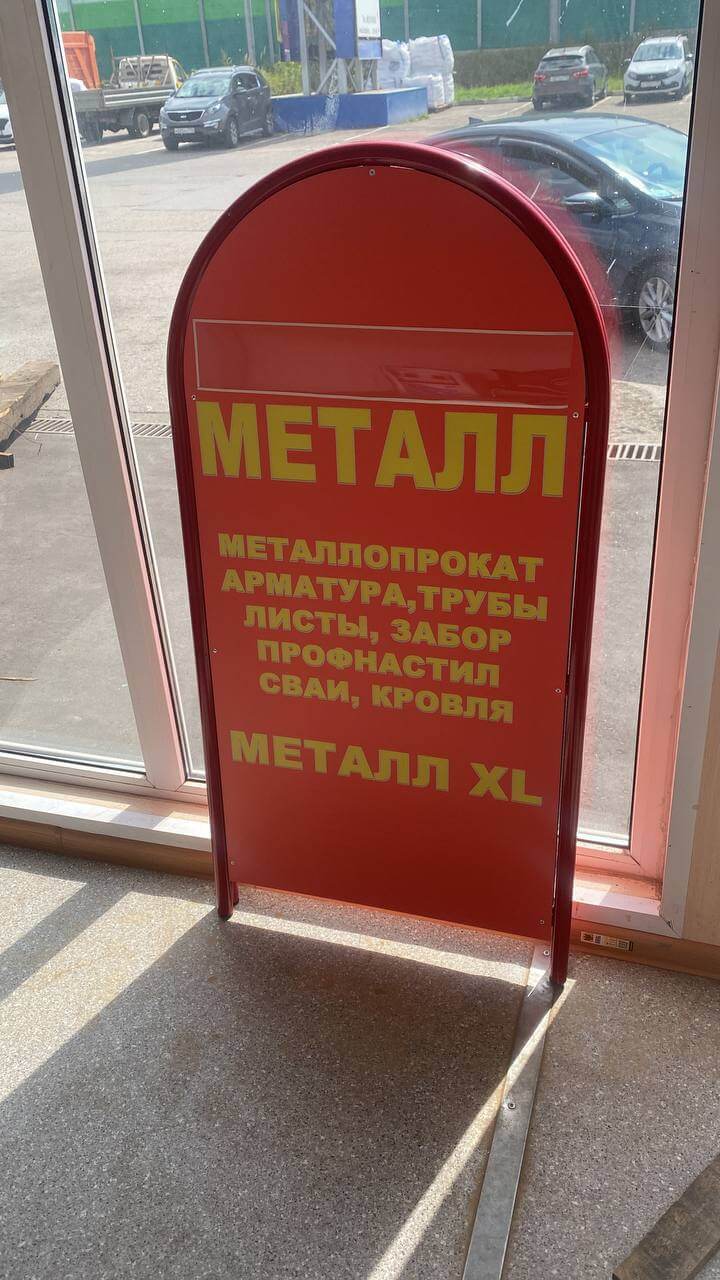 МЕТАЛЛ
МЕТАЛЛОПРОКАТ
АРМАТУРА,ТРУБЫ
ЛИСТЫ, ЗАБОР
ПРОФНАСТИЛ
СВАИ, КРОВЛЯ
МЕТАЛЛ XL